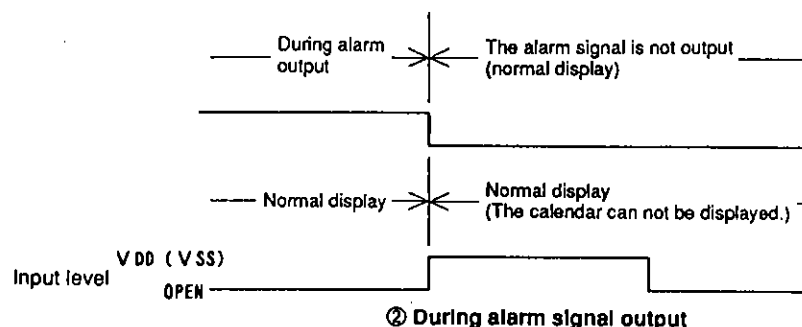 During alarm
output
The alarm signal is not output
(normal display)
Normal display
Normal display
(The calendar can not be displayed.)
Input level
VDD (VSS)
OPEN
② During alarm signal output